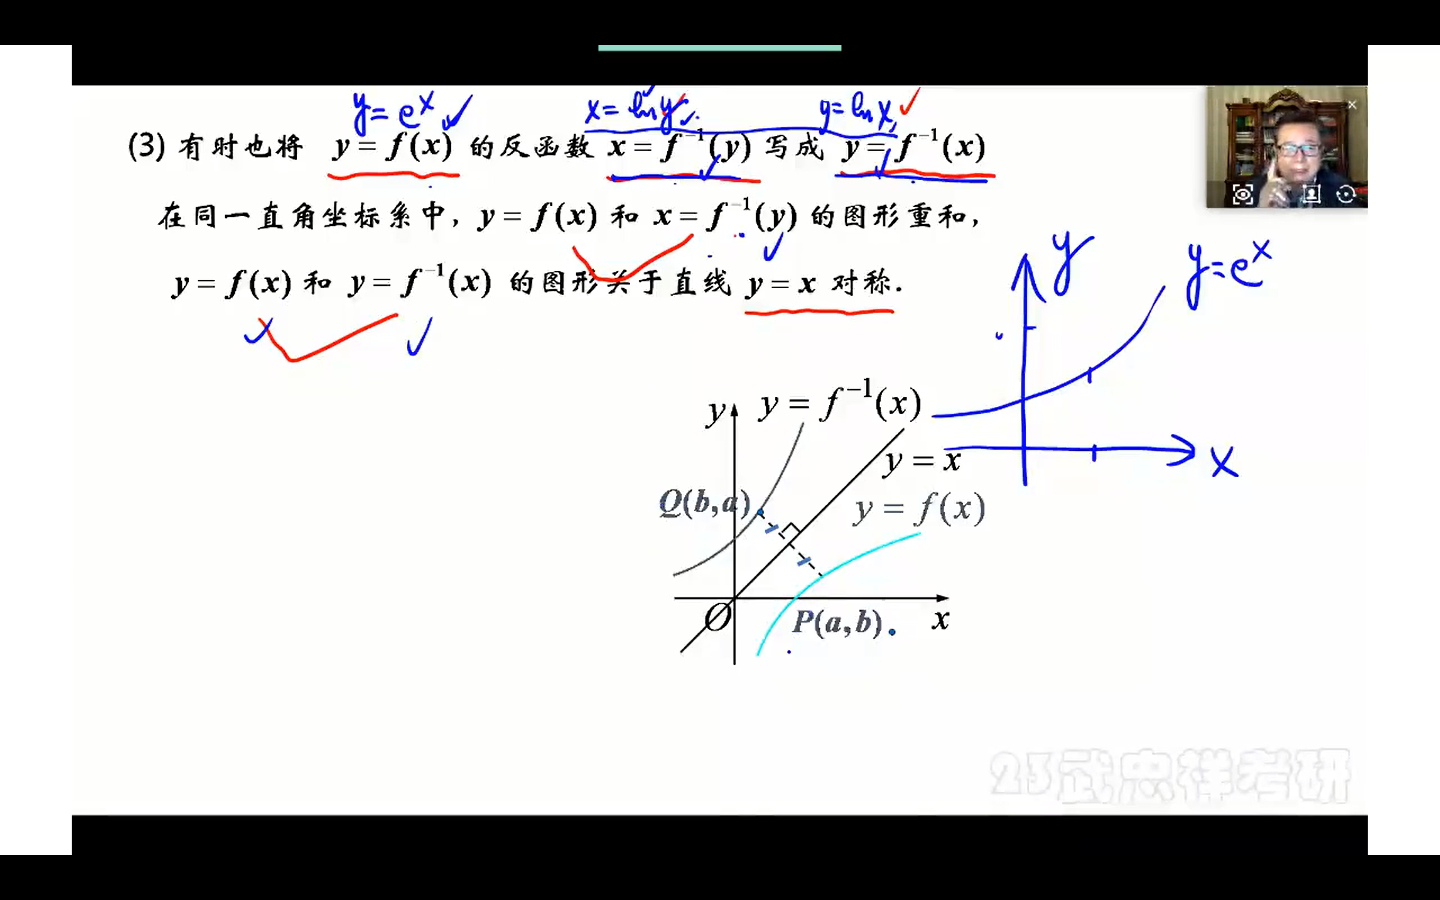 y=eˣ x=ln y y=ln x
(3) 有时也将 y = f(x) 的反函数 x = f⁻¹(y) 写成 y = f⁻¹(x)
在同一直角坐标系中, y = f(x) 和 x = f⁻¹(y) 的图形重和,
y = f(x) 和 y = f⁻¹(x) 的图形关于直线 y = x 对称.
y y=eˣ
x
y y = f⁻¹(x)
y = x
Q(b,a) y = f(x)
O P(a,b) x
23武忠祥考研